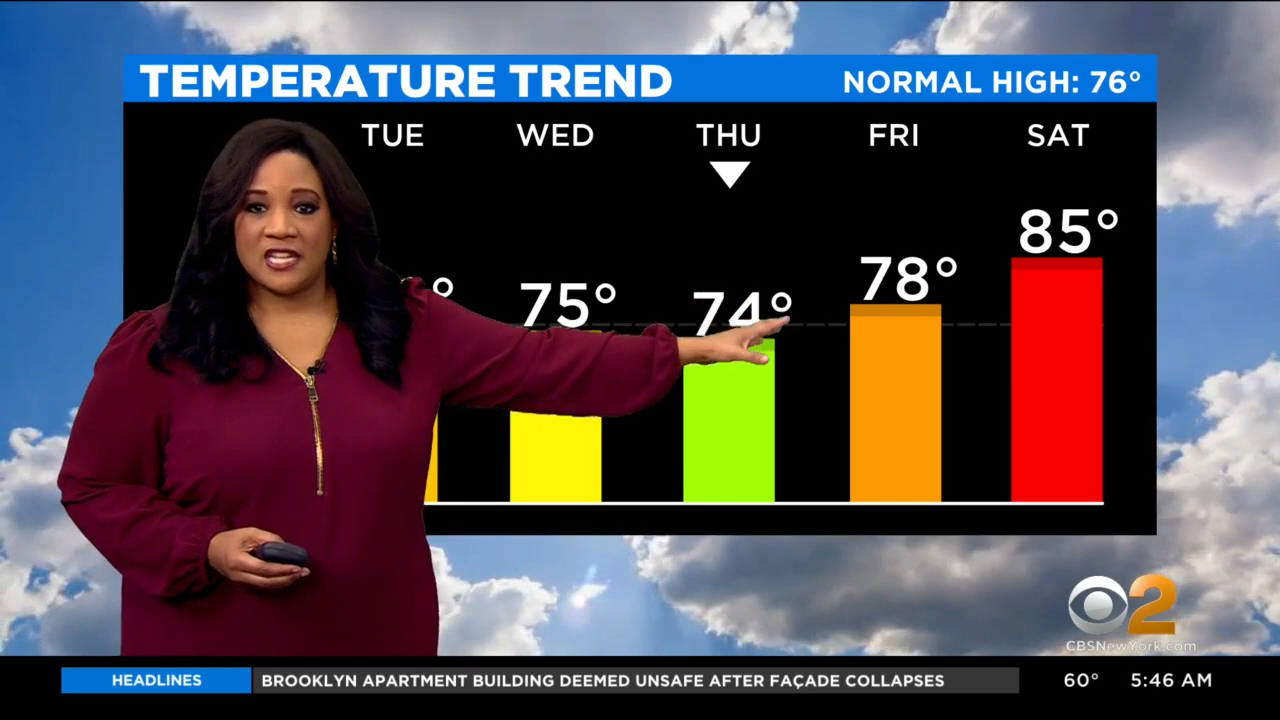 TEMPERATURE TREND NORMAL HIGH: 76°
TUE WED THU FRI SAT
° 75° 74° 78° 85°
2
CBSNewYork.com
HEADLINES BROOKLYN APARTMENT BUILDING DEEMED UNSAFE AFTER FAÇADE COLLAPSES 60° 5:46 AM